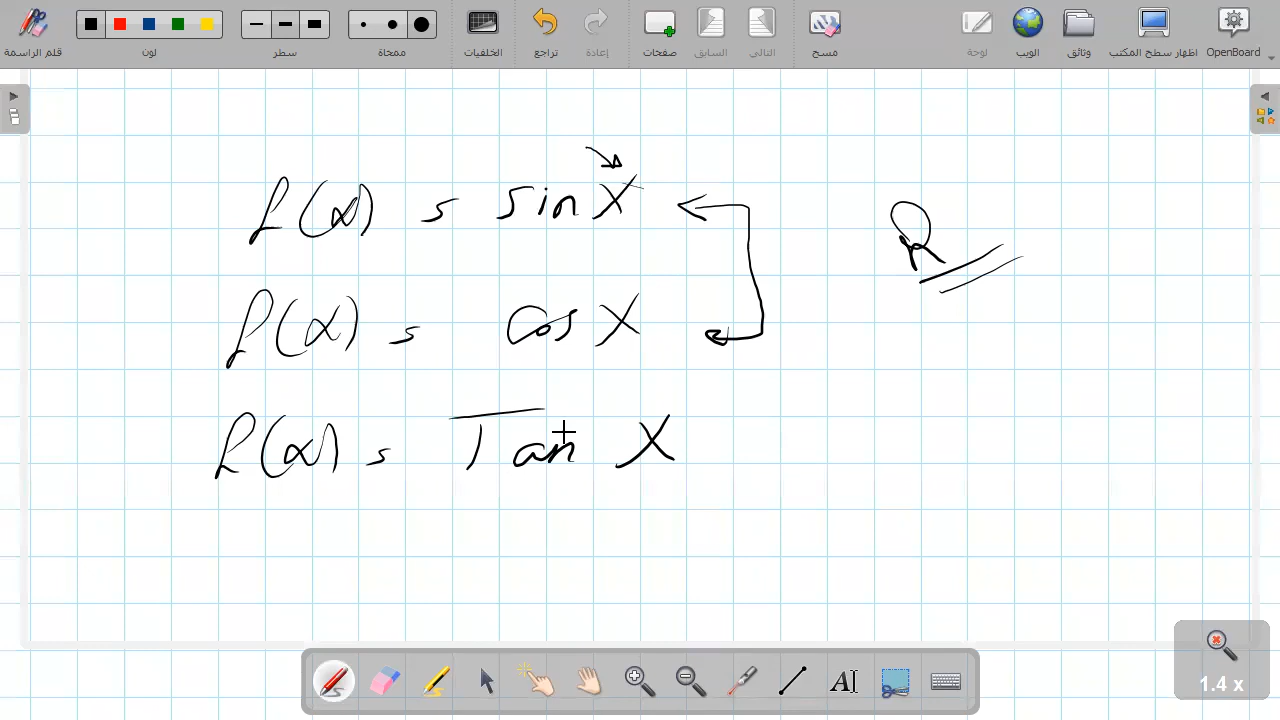 قلم الراسمة
لون
سطر
ممحاة
الخلفيات
تراجع
إعادة
صفحات
السابق
التالي
مسح
لوحة
الويب
وثائق
اظهار سطح المكتب
OpenBoard
f(x) = sin X
R
f(x) = cos X
f(x) = Tan X
AI
1.4 x